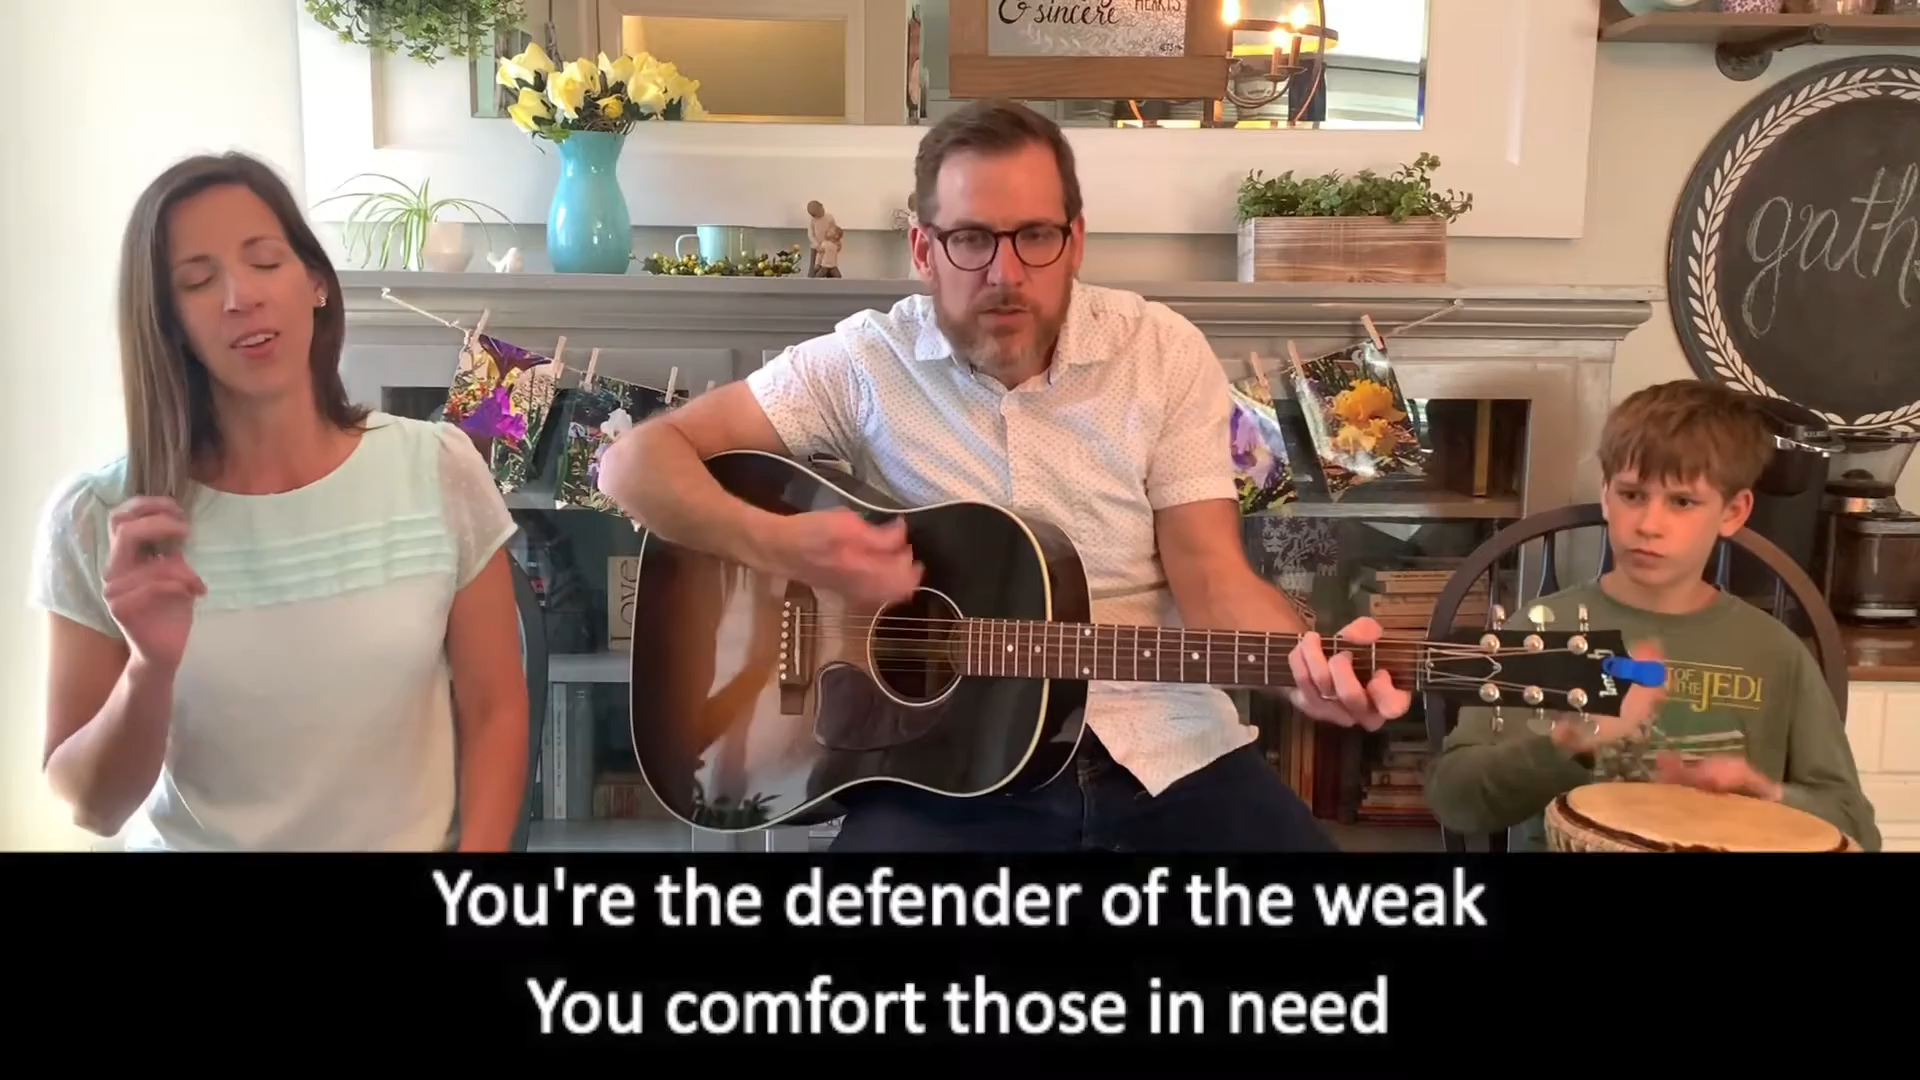 & sincere
HEARTS
gath
love
OF
THE JEDI
You're the defender of the weak
You comfort those in need